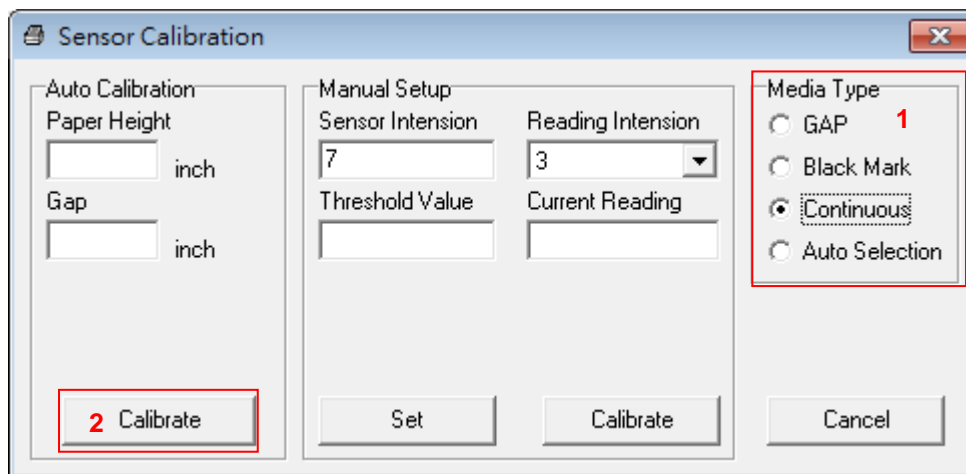 Sensor Calibration
Auto Calibration
Paper Height
inch
Gap
inch
2 Calibrate
Manual Setup
Sensor Intension Reading Intension
7 3
Threshold Value Current Reading
Set Calibrate
Media Type
1
GAP
Black Mark
Continuous
Auto Selection
Cancel